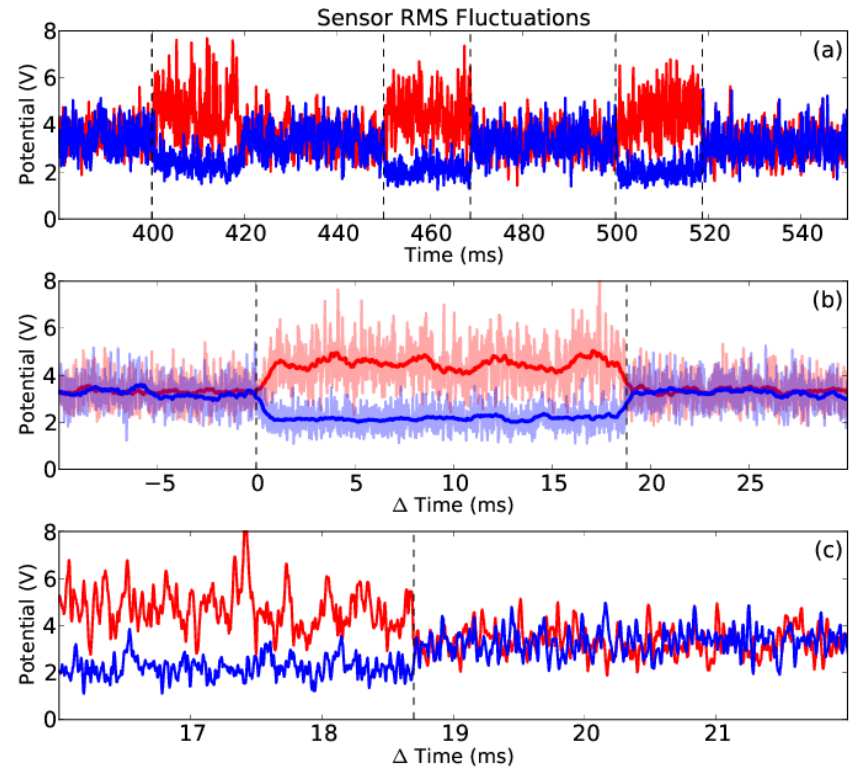 Sensor RMS Fluctuations
(a)
Potential (V)
8
6
4
2
0
400 420 440 460 480 500 520 540
Time (ms)
(b)
Potential (V)
8
6
4
2
0
−5 0 5 10 15 20 25
Δ Time (ms)
(c)
Potential (V)
8
6
4
2
0
17 18 19 20 21
Δ Time (ms)